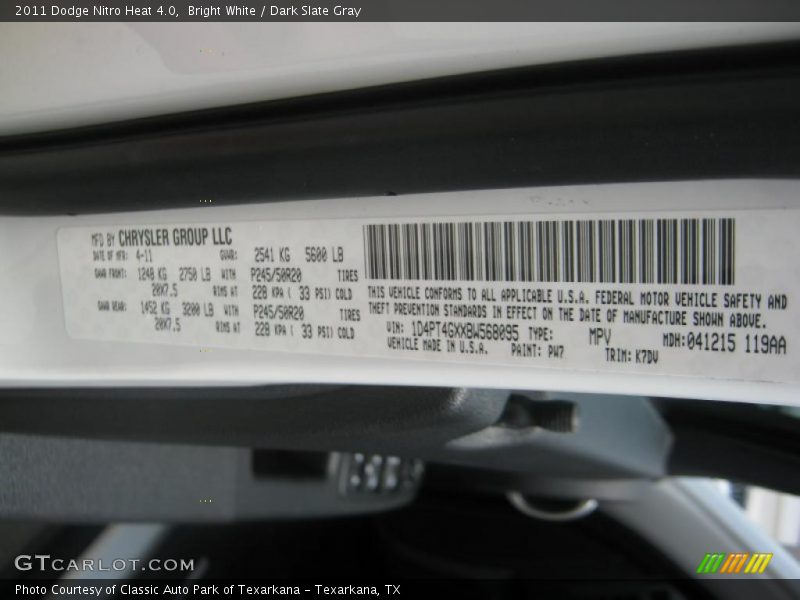 2011 Dodge Nitro Heat 4.0,  Bright White / Dark Slate Gray
MFD BY CHRYSLER GROUP LLC
DATE OF MFR: 4-11 GVWR: 2541 KG 5600 LB
GAWR FRONT: 1248 KG 2750 LB WITH P245/50R20 TIRES
20X7.5 RIMS AT 228 KPA ( 33 PSI) COLD
GAWR REAR: 1452 KG 3200 LB WITH P245/50R20 TIRES
20X7.5 RIMS AT 228 KPA ( 33 PSI) COLD
THIS VEHICLE CONFORMS TO ALL APPLICABLE U.S.A. FEDERAL MOTOR VEHICLE SAFETY AND
THEFT PREVENTION STANDARDS IN EFFECT ON THE DATE OF MANUFACTURE SHOWN ABOVE.
VIN: 1D4PT4GXXBW568095 TYPE: MPV MDH: 041215 119AA
VEHICLE MADE IN U.S.A. PAINT: PW7 TRIM: K7DV
GTCARLOT.COM
Photo Courtesy of Classic Auto Park of Texarkana - Texarkana, TX